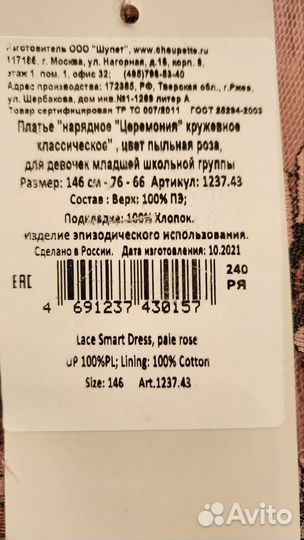 Изготовитель ООО "Шупет", www.choupette.ru
117186, г. Москва, ул. Нагорная, д.15, корп. 8,
этаж 1, пом. 1, офис 32; (495)796-53-40
Адрес производства: 172385, РФ, Тверская обл., г.Ржев,
ул. Щербакова, дом инв.№1-1289 литер А
Товар сертифицирован ТР ТС 007/2011 ГОСТ 25294-2003
Платье "нарядное "Церемония" кружевное
классическое" , цвет пыльная роза,
для девочек младшей школьной группы
Размер: 146 см - 76 - 66 Артикул: 1237.43
Состав : Верх: 100% ПЭ;
Подкладка: 100% Хлопок.
Изделие эпизодического использования.
Сделано в России. Дата изготовления: 10.2021
EAC
240
РЯ
4 691237 430157
Lace Smart Dress, pale rose
UP 100%PL; Lining: 100% Cotton
Size: 146 Art.1237.43
Avito